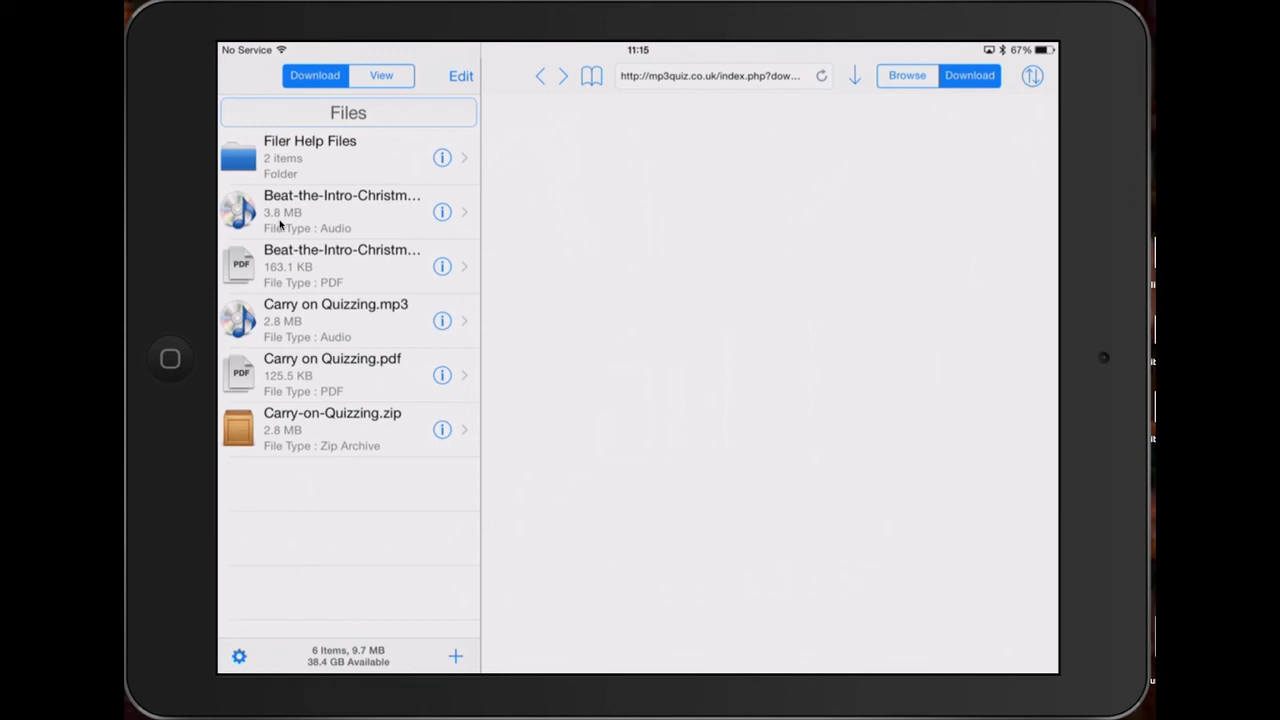 No Service
11:15
67%
Download
View
Edit
http://mp3quiz.co.uk/index.php?dow...
Browse
Download
Files
Filer Help Files
2 items
Folder
Beat-the-Intro-Christm...
3.8 MB
File Type : Audio
PDF
Beat-the-Intro-Christm...
163.1 KB
File Type : PDF
Carry on Quizzing.mp3
2.8 MB
File Type : Audio
PDF
Carry on Quizzing.pdf
125.5 KB
File Type : PDF
Carry-on-Quizzing.zip
2.8 MB
File Type : Zip Archive
6 Items, 9.7 MB
38.4 GB Available